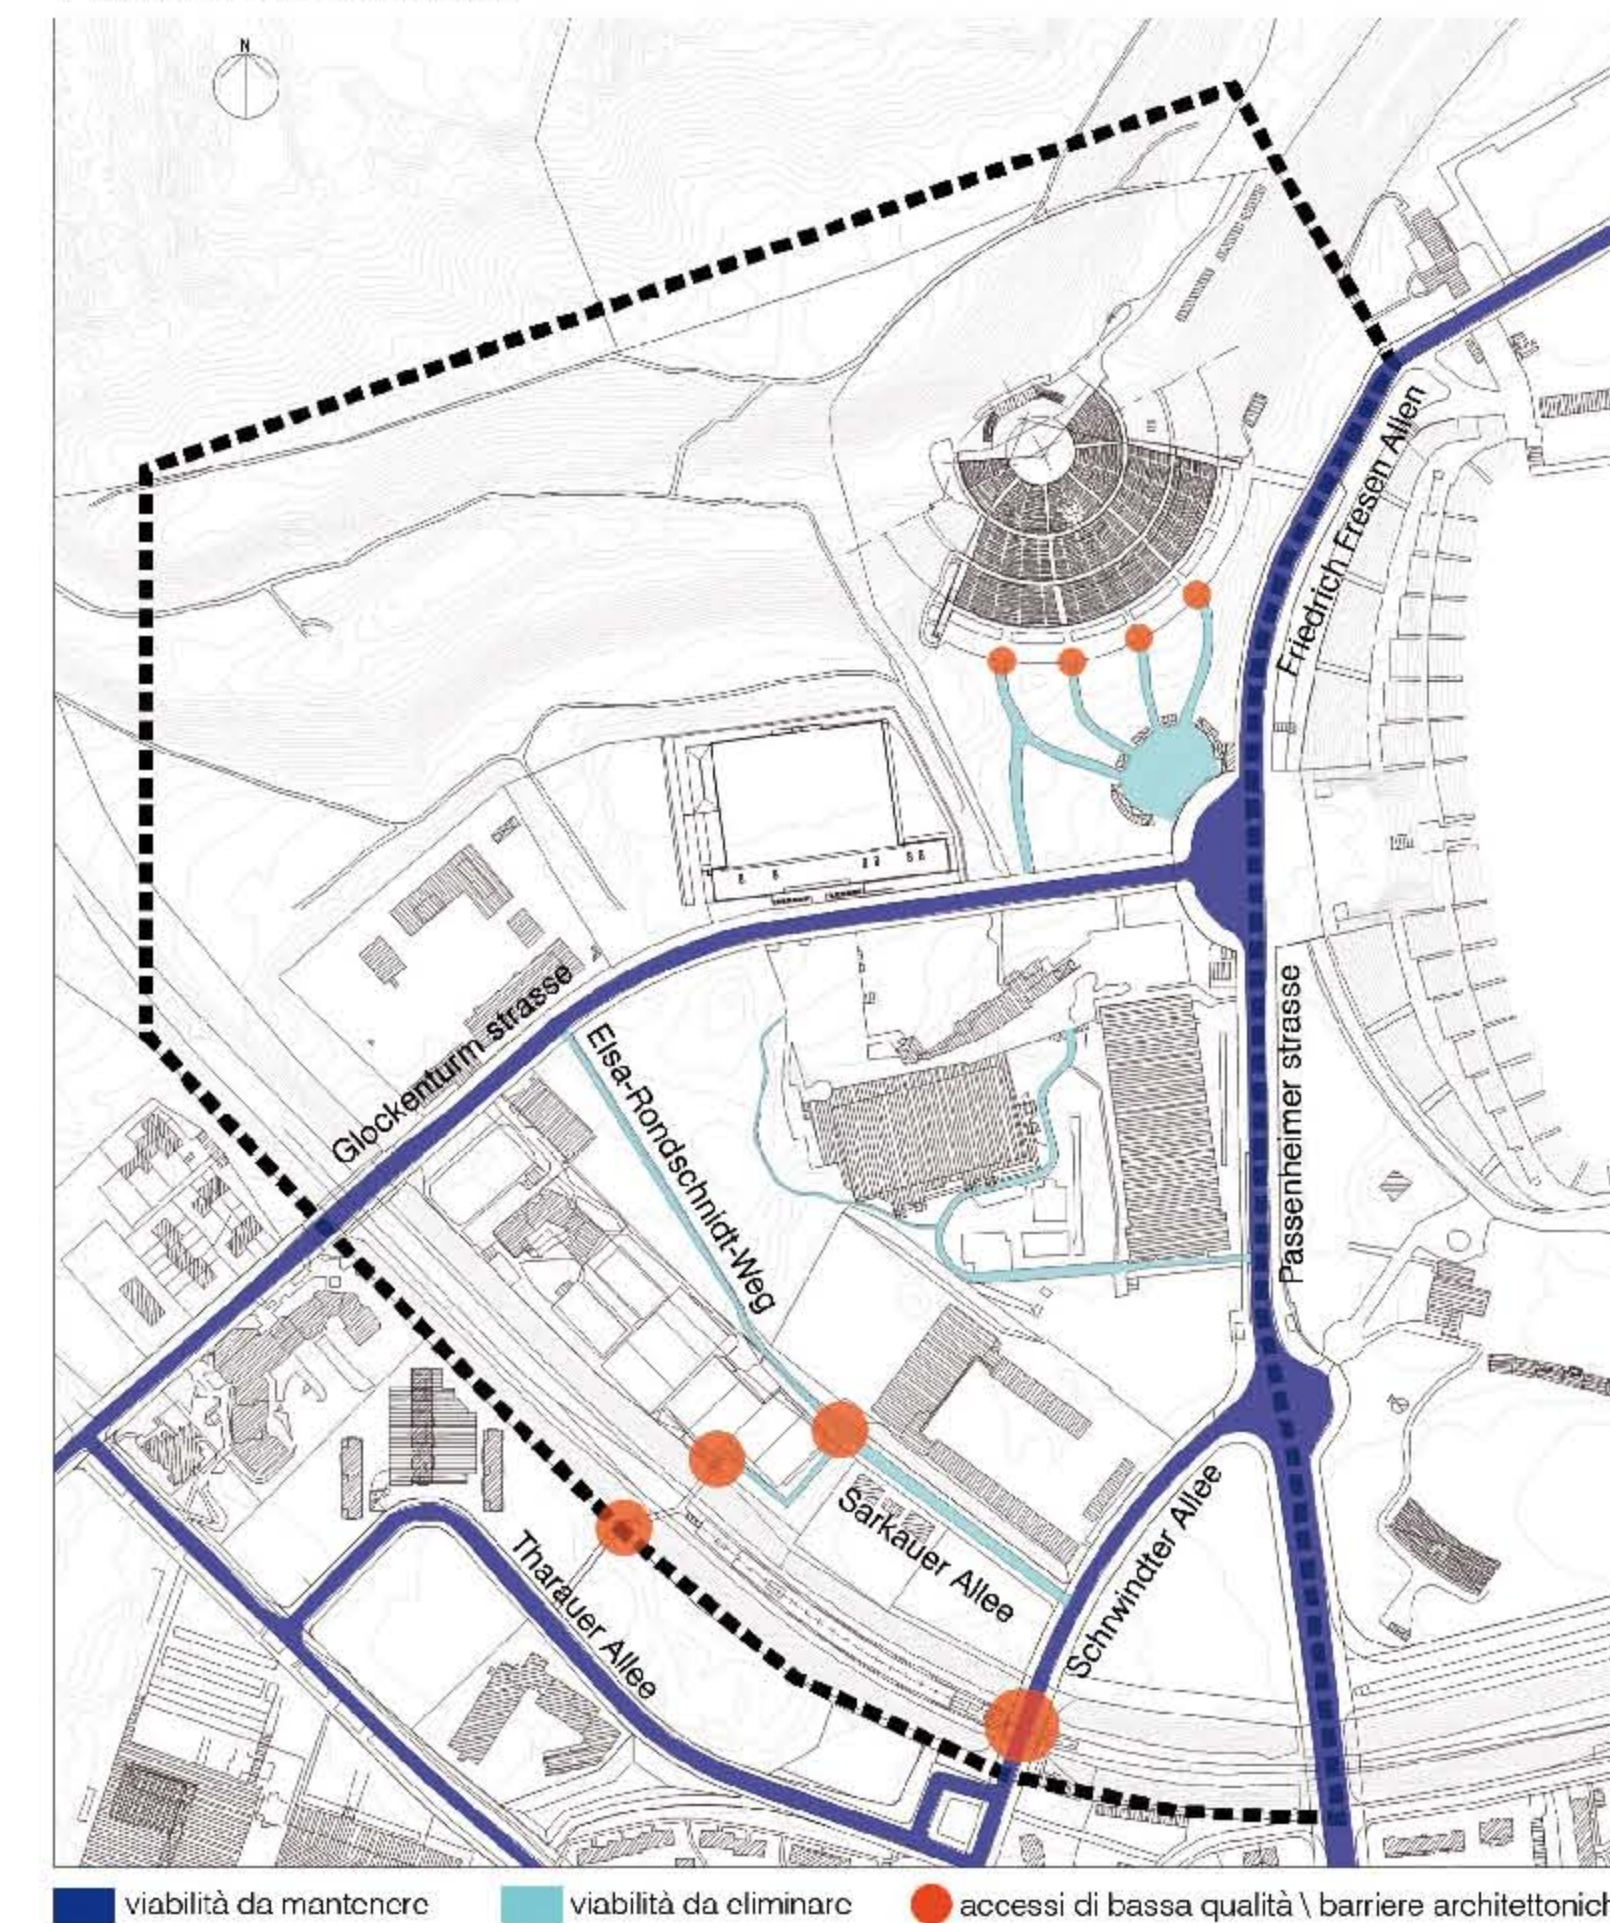 N
Friedrich Fresen Allen
Glockenturm strasse
Elsa-Rondschnidt-Weg
Passenheimer strasse
Sarkauer Allee
Schrwindter Allee
Tharauer Allee
viabilità da mantenere
viabilità da eliminare
accessi di bassa qualità \ barriere architettonich